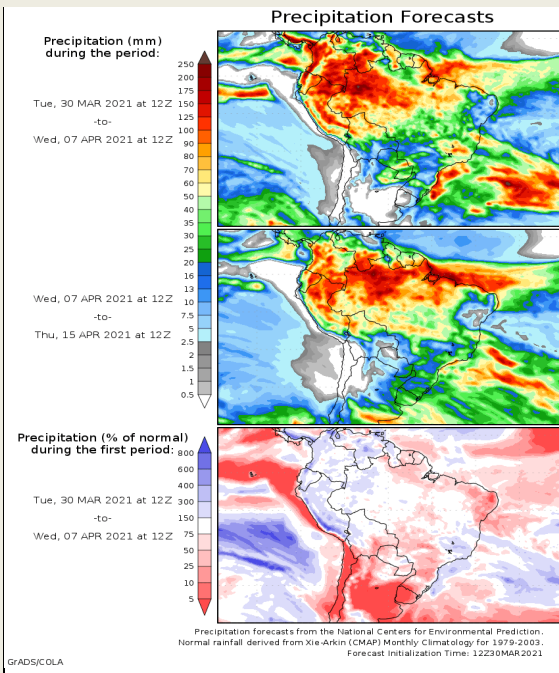 Precipitation Forecasts
Precipitation (mm)
during the period:
Tue, 30 MAR 2021 at 12Z
-to-
Wed, 07 APR 2021 at 12Z
250
200
175
150
125
100
90
80
70
60
50
40
35
30
25
20
16
13
10
7.5
5
2.5
2
1.5
1
0.5
Wed, 07 APR 2021 at 12Z
-to-
Thu, 15 APR 2021 at 12Z
Precipitation (% of normal)
during the first period:
Tue, 30 MAR 2021 at 12Z
-to-
Wed, 07 APR 2021 at 12Z
800
600
400
300
150
75
50
25
10
5
Precipitation forecasts from the National Centers for Environmental Prediction.
Normal rainfall derived from Xie-Arkin (CMAP) Monthly Climatology for 1979-2003.
Forecast Initialization Time: 12Z30MAR2021
GrADS/COLA